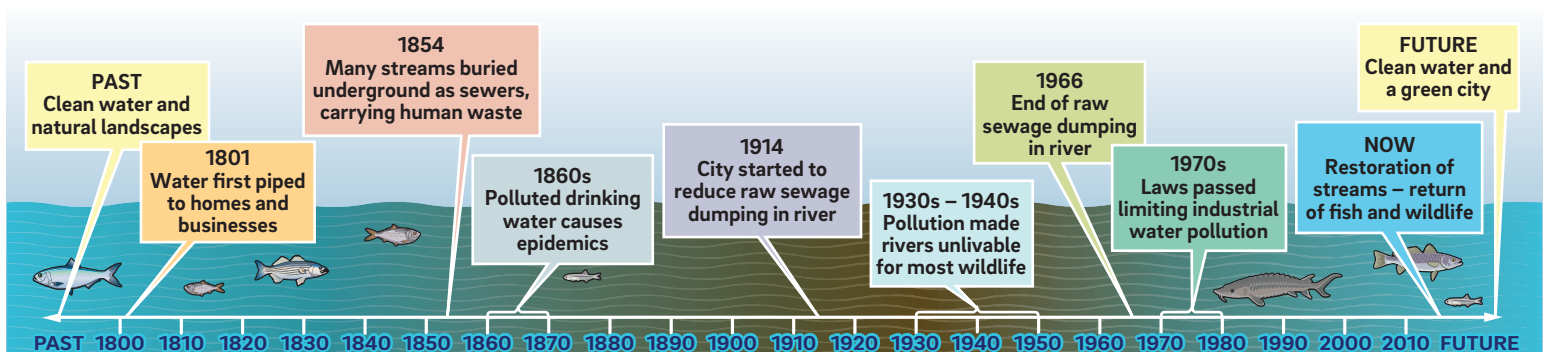 PAST
Clean water and
natural landscapes
1801
Water first piped
to homes and
businesses
1854
Many streams buried
underground as sewers,
carrying human waste
1860s
Polluted drinking
water causes
epidemics
1914
City started to
reduce raw sewage
dumping in river
1930s – 1940s
Pollution made
rivers unlivable
for most wildlife
1966
End of raw
sewage dumping
in river
1970s
Laws passed
limiting industrial
water pollution
NOW
Restoration of
streams – return
of fish and wildlife
FUTURE
Clean water and
a green city
PAST 1800 1810 1820 1830 1840 1850 1860 1870 1880 1890 1900 1910 1920 1930 1940 1950 1960 1970 1980 1990 2000 2010 FUTURE